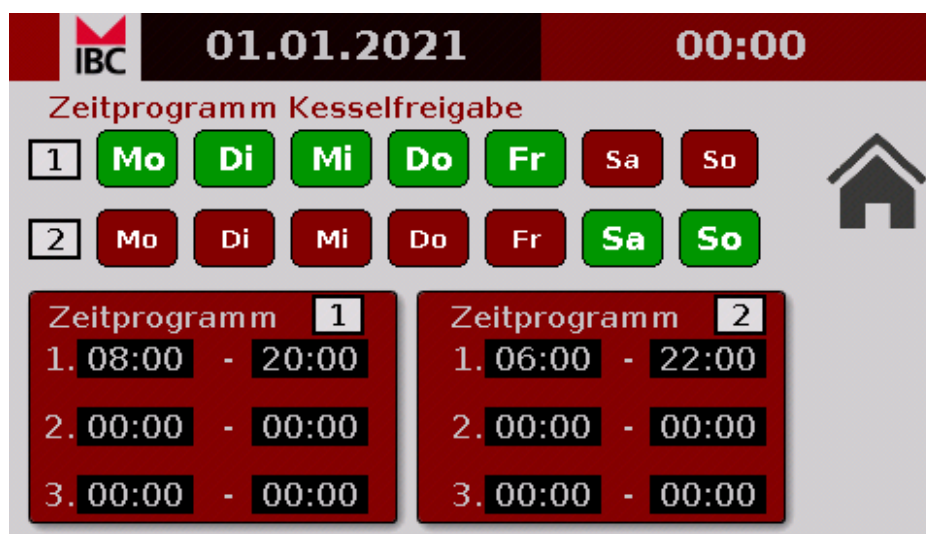 IBC 01.01.2021 00:00
Zeitprogramm Kesselfreigabe
1 Mo Di Mi Do Fr Sa So
2 Mo Di Mi Do Fr Sa So
Zeitprogramm 1
1. 08:00 - 20:00
2. 00:00 - 00:00
3. 00:00 - 00:00
Zeitprogramm 2
1. 06:00 - 22:00
2. 00:00 - 00:00
3. 00:00 - 00:00